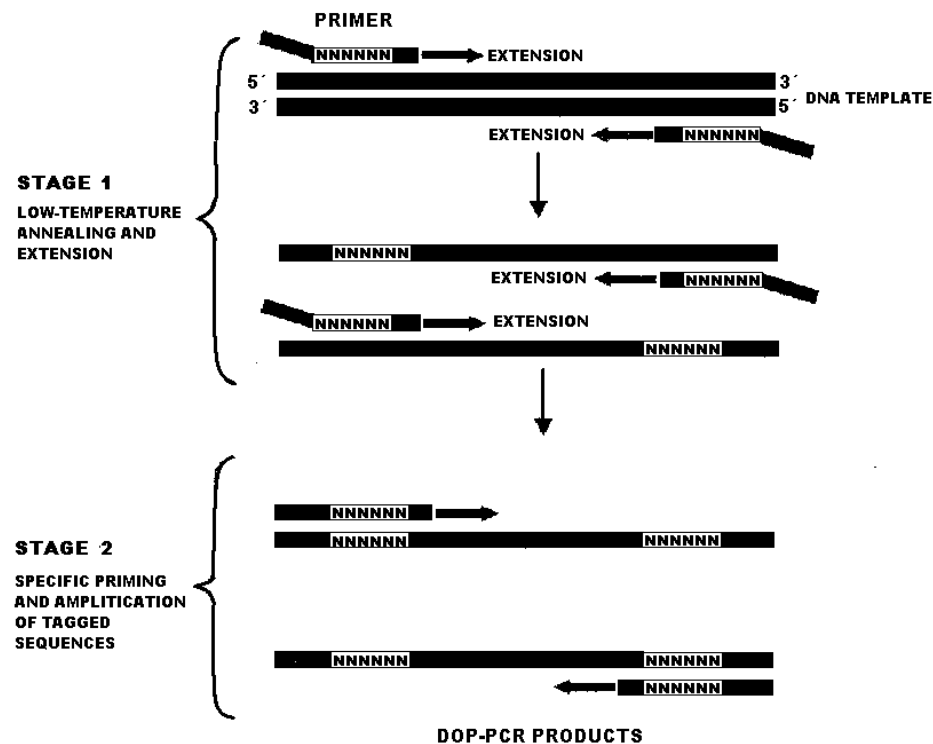 PRIMER
NNNNNN
EXTENSION
5´ 3´
3´ 5´
DNA TEMPLATE
EXTENSION
NNNNNN
STAGE 1
LOW-TEMPERATURE
ANNEALING AND
EXTENSION
NNNNNN
EXTENSION
NNNNNN
NNNNNN
EXTENSION
NNNNNN
STAGE 2
SPECIFIC PRIMING
AND AMPLITICATION
OF TAGGED
SEQUENCES
NNNNNN
NNNNNN NNNNNN
NNNNNN NNNNNN
NNNNNN
DOP-PCR PRODUCTS